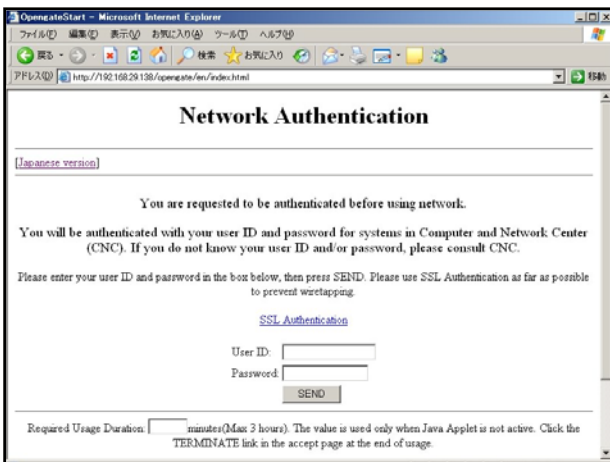 OpengateStart - Microsoft Internet Explorer
ファイル(F) 編集(E) 表示(V) お気に入り(A) ツール(T) ヘルプ(H)
戻る 検索 お気に入り
アドレス(D) http://192.168.29.138/opengate/en/index.html 移動
Network Authentication
[Japanese version]
You are requested to be authenticated before using network.
You will be authenticated with your user ID and password for systems in Computer and Network Center
(CNC). If you do not know your user ID and/or password, please consult CNC.
Please enter your user ID and password in the box below, then press SEND. Please use SSL Authentication as far as possible
to prevent wiretapping.
SSL Authentication
User ID:
Password:
SEND
Required Usage Duration: minutes(Max 3 hours). The value is used only when Java Applet is not active. Click the
TERMINATE link in the accept page at the end of usage.